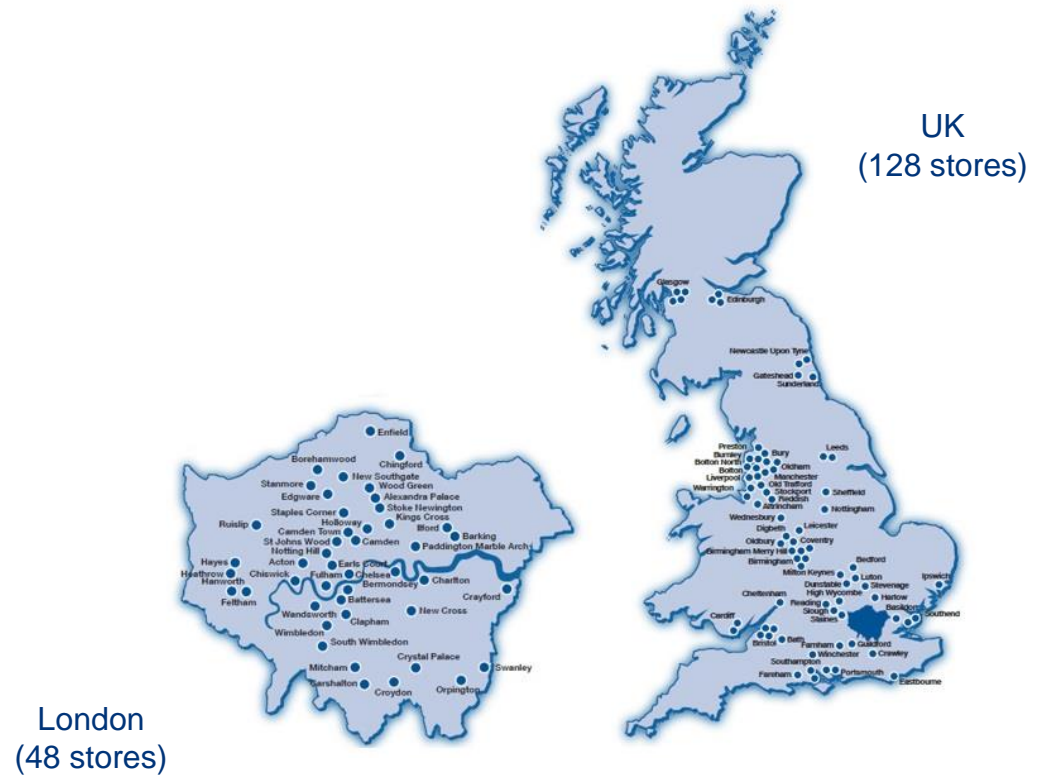 UK
(128 stores)
Glasgow
Edinburgh
Newcastle Upon Tyne
Gateshead
Sunderland
Preston
Burnley
Bury
Leeds
Bolton North
Oldham
Bolton
Manchester
Liverpool
Old Trafford
Stockport
Sheffield
Warrington
Reddish
Altrincham
Nottingham
Wednesbury
Leicester
Digbeth
Oldbury
Coventry
Birmingham Merry Hill
Birmingham
Bedford
Milton Keynes
Luton
Ipswich
Dunstable
Stevenage
High Wycombe
Harlow
Cheltenham
Reading
Basildon
Slough
Southend
Cardiff
Staines
Bristol
Bath
Farnham
Guildford
Winchester
Crawley
Southampton
Fareham
Portsmouth
Eastbourne
Enfield
Borehamwood
Chingford
New Southgate
Stanmore
Wood Green
Edgware
Alexandra Palace
Stoke Newington
Staples Corner
Kings Cross
Ruislip
Holloway
Ilford
Camden Town
Barking
St Johns Wood
Camden
Paddington Marble Arch
Notting Hill
Hayes
Acton
Earls Court
Heathrow
Chiswick
Fulham
Chelsea
Hanworth
Bermondsey
Charlton
Feltham
Crayford
Battersea
Wandsworth
New Cross
Clapham
Wimbledon
South Wimbledon
Crystal Palace
Mitcham
Swanley
Carshalton
Croydon
Orpington
London
(48 stores)